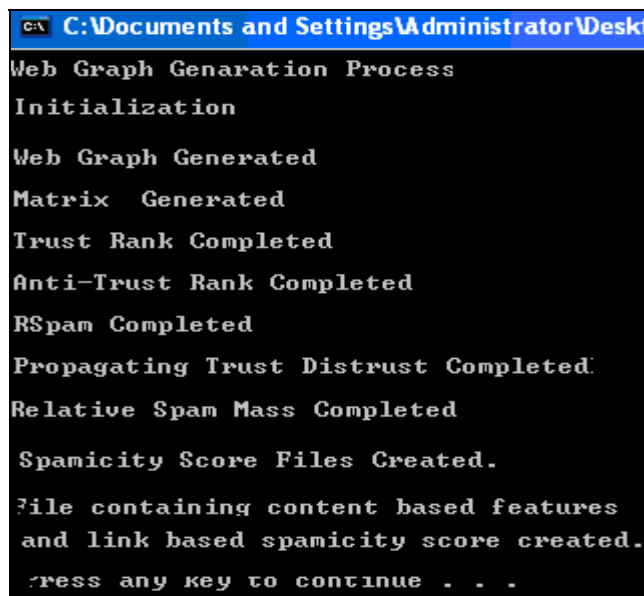 C:\Documents and Settings\Administrator\Deskt
Web Graph Genaration Process
Initialization
Web Graph Generated
Matrix Generated
Trust Rank Completed
Anti-Trust Rank Completed
RSpam Completed
Propagating Trust Distrust Completed
Relative Spam Mass Completed
Spamicity Score Files Created.
File containing content based features
and link based spamicity score created.
Press any key to continue . . .